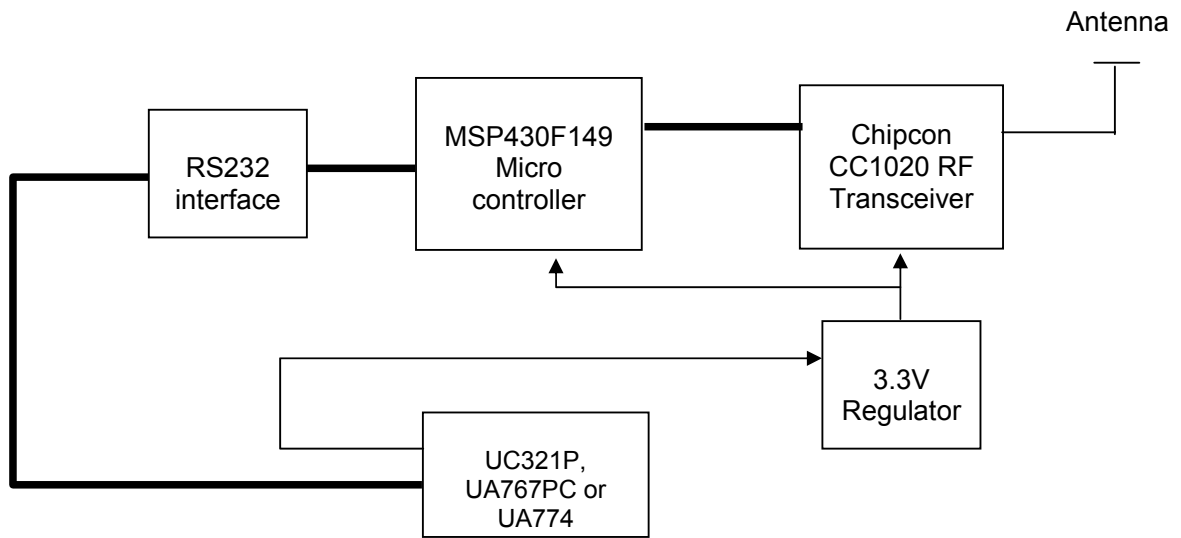 Antenna
RS232
interface
MSP430F149
Micro
controller
Chipcon
CC1020 RF
Transceiver
3.3V
Regulator
UC321P,
UA767PC or
UA774